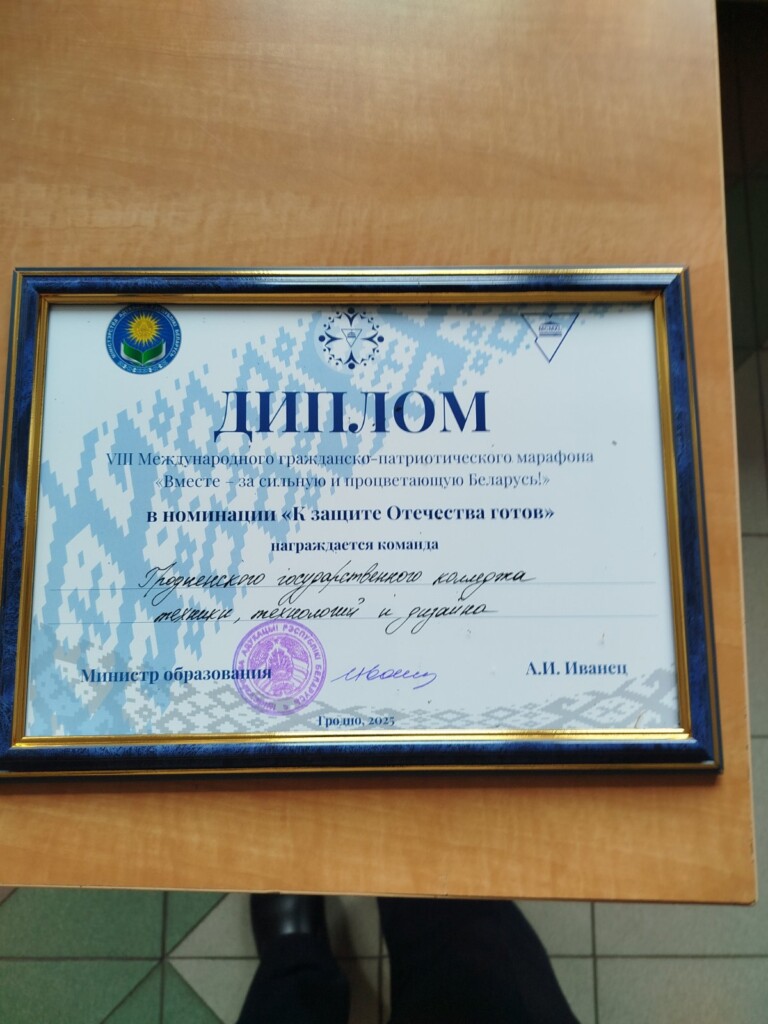 ДИПЛОМ
VIII Международного гражданско-патриотического марафона
«Вместе – за сильную и процветающую Беларусь!»
в номинации «К защите Отечества готов»
награждается команда
Гродненского государственного колледжа
техники, технологий и дизайна
Министр образования
А.И. Иванец
Гродно, 2025